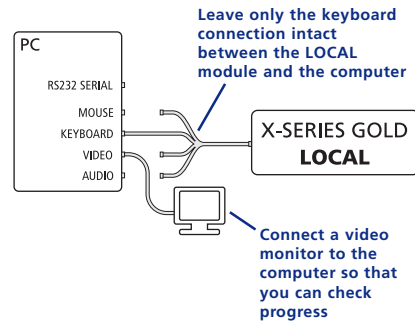 Leave only the keyboard
connection intact
between the LOCAL
module and the computer
PC
RS232 SERIAL
MOUSE
KEYBOARD
VIDEO
AUDIO
X-SERIES GOLD
LOCAL
Connect a video
monitor to the
computer so that
you can check
progress